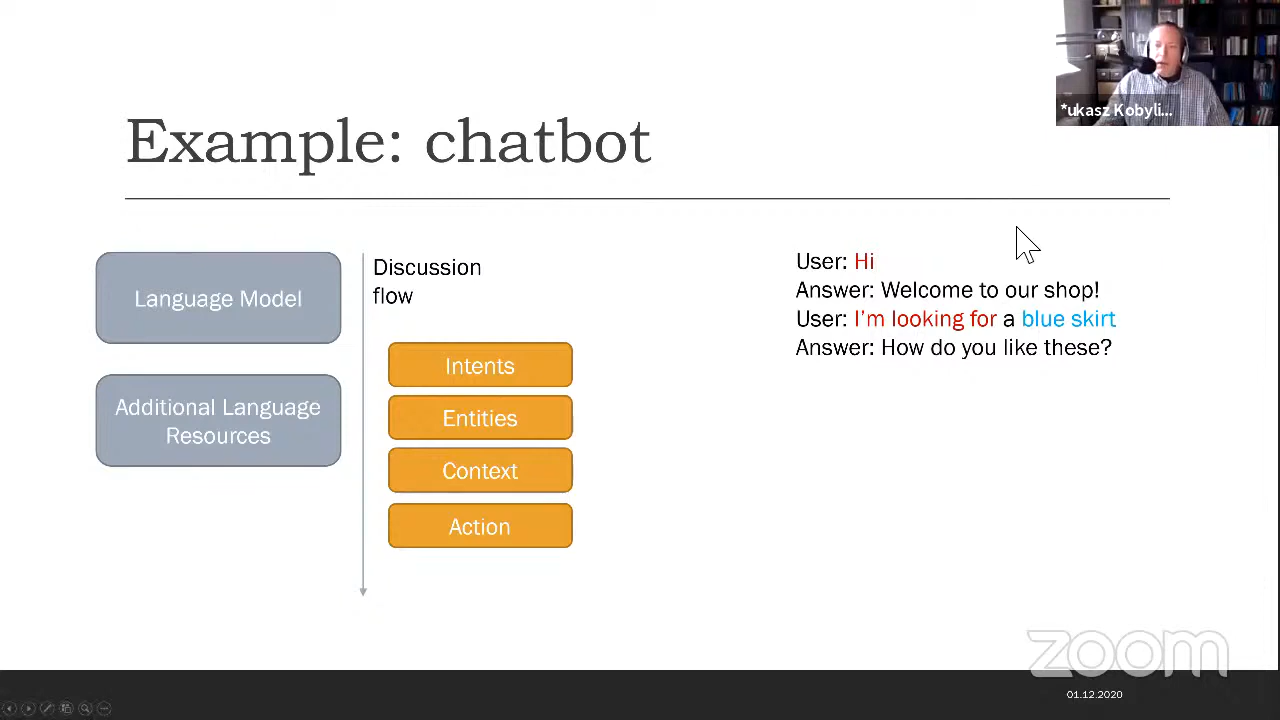 *ukasz Kobyli...
Example: chatbot
Language Model
Additional Language
Resources
Discussion
flow
Intents
Entities
Context
Action
User: Hi
Answer: Welcome to our shop!
User: I'm looking for a blue skirt
Answer: How do you like these?
zoom
01.12.2020